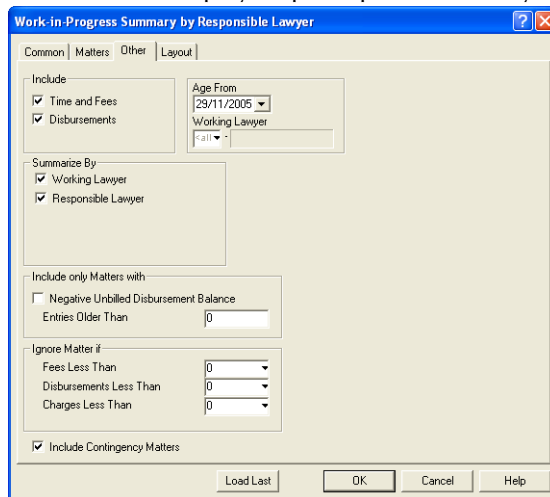 Work-in-Progress Summary by Responsible Lawyer
Common Matters Other Layout
Include
Time and Fees
Disbursements
Age From
29/11/2005
Working Lawyer
<all -
Summarize By
Working Lawyer
Responsible Lawyer
Include only Matters with
Negative Unbilled Disbursement Balance
Entries Older Than 0
Ignore Matter if
Fees Less Than 0
Disbursements Less Than 0
Charges Less Than 0
Include Contingency Matters
Load Last OK Cancel Help